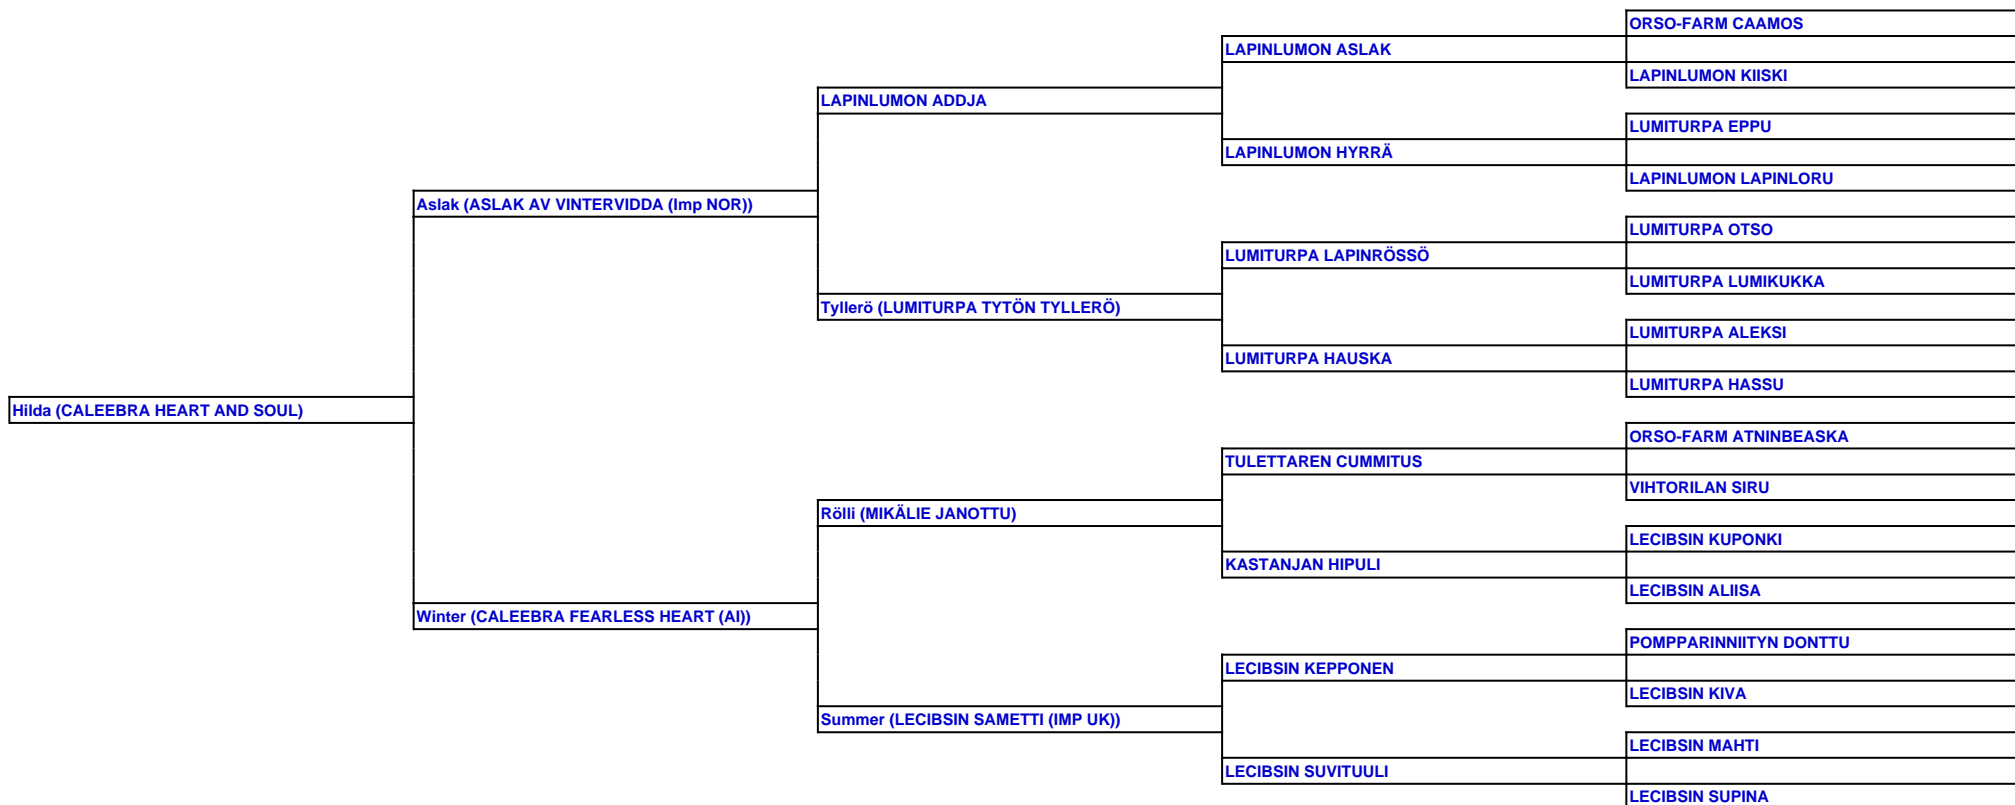 ORSO-FARM CAAMOS
LAPINLUMON ASLAK
LAPINLUMON KIISKI
LAPINLUMON ADDJA
LUMITURPA EPPU
LAPINLUMON HYRRÄ
LAPINLUMON LAPINLORU
Aslak (ASLAK AV VINTERVIDDA (Imp NOR))
LUMITURPA OTSO
LUMITURPA LAPINRÖSSÖ
LUMITURPA LUMIKUKKA
Tyllerö (LUMITURPA TYTÖN TYLLERÖ)
LUMITURPA ALEKSI
LUMITURPA HAUSKA
LUMITURPA HASSU
Hilda (CALEEBRA HEART AND SOUL)
ORSO-FARM ATNINBEASKA
TULETTAREN CUMMITUS
VIHTORILAN SIRU
Rölli (MIKÄLIE JANOTTU)
LECIBSIN KUPONKI
KASTANJAN HIPULI
LECIBSIN ALIISA
Winter (CALEEBRA FEARLESS HEART (AI))
POMPPARINNIITYN DONTTU
LECIBSIN KEPPONEN
LECIBSIN KIVA
Summer (LECIBSIN SAMETTI (IMP UK))
LECIBSIN MAHTI
LECIBSIN SUVITUULI
LECIBSIN SUPINA